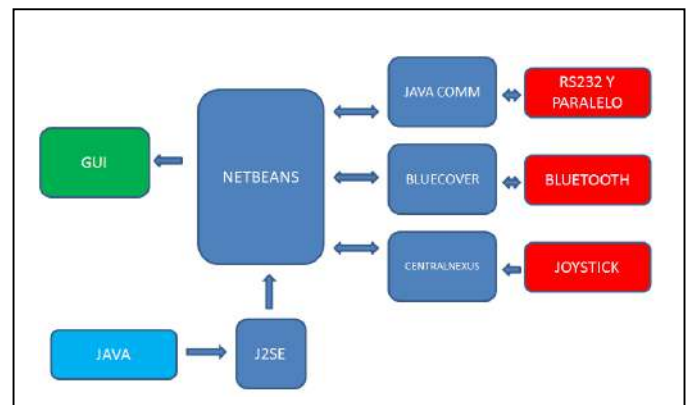 JAVA COMM
RS232 Y
PARALELO
GUI
NETBEANS
BLUECOVER
BLUETOOTH
CENTRALNEXUS
JOYSTICK
JAVA
J2SE